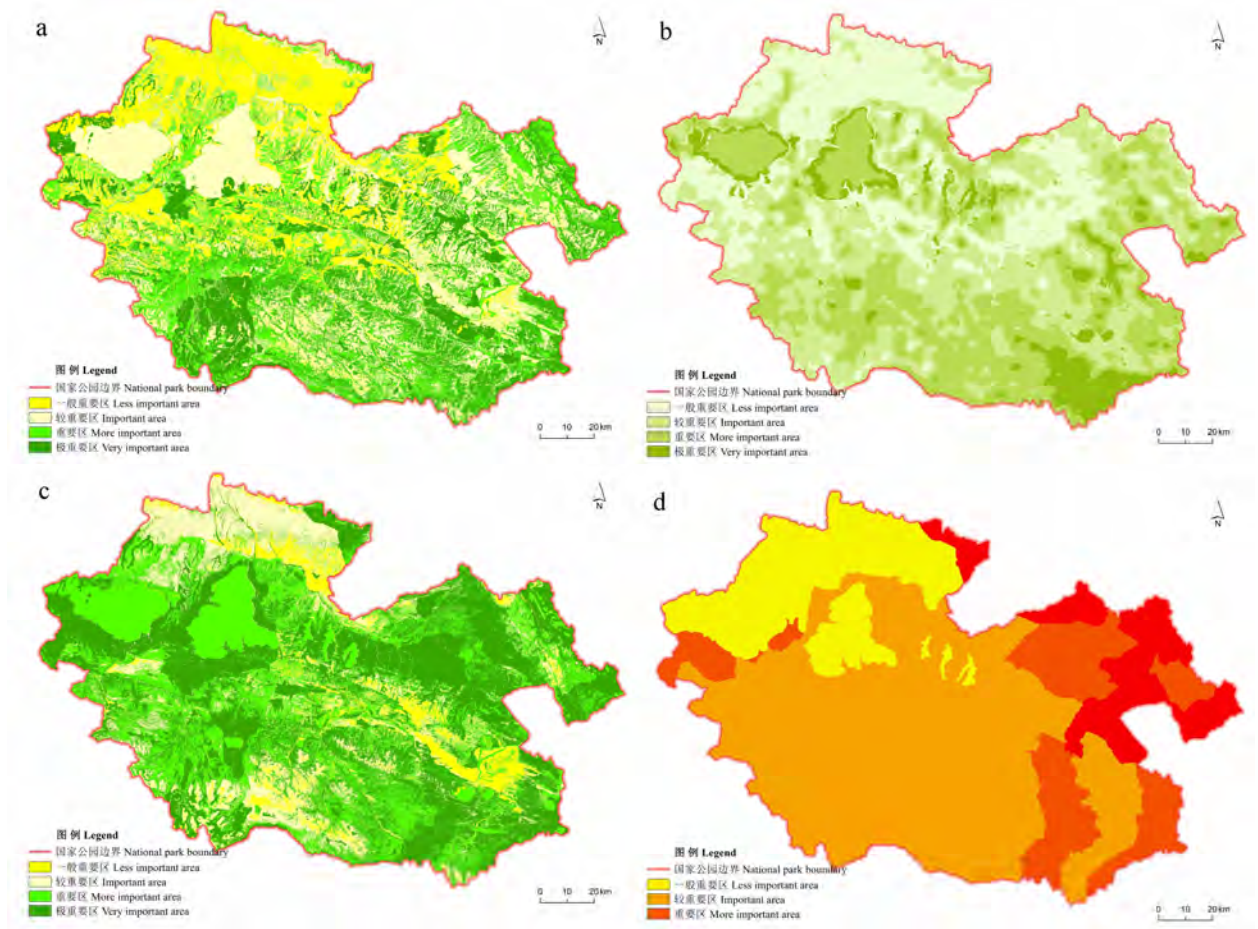 a
N
图 例 Legend
国家公园边界 National park boundary
一般重要区 Less important area
较重要区 Important area
重要区 More important area
极重要区 Very important area
0 10 20 km
b
N
图 例 Legend
国家公园边界 National park boundary
一般重要区 Less important area
较重要区 Important area
重要区 More important area
极重要区 Very important area
0 10 20 km
c
N
图 例 Legend
国家公园边界 National park boundary
一般重要区 Less important area
较重要区 Important area
重要区 More important area
极重要区 Very important area
0 10 20 km
d
N
图 例 Legend
国家公园边界 National park boundary
一般重要区 Less important area
较重要区 Important area
重要区 More important area
0 10 20 km